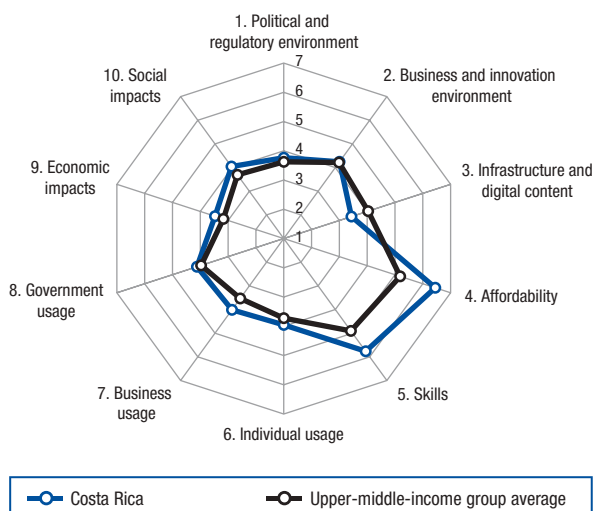 1. Political and
regulatory environment
2. Business and innovation
environment
3. Infrastructure and
digital content
4. Affordability
5. Skills
6. Individual usage
7. Business
usage
8. Government
usage
9. Economic
impacts
10. Social
impacts
7
6
5
4
3
2
1
Costa Rica
Upper-middle-income group average